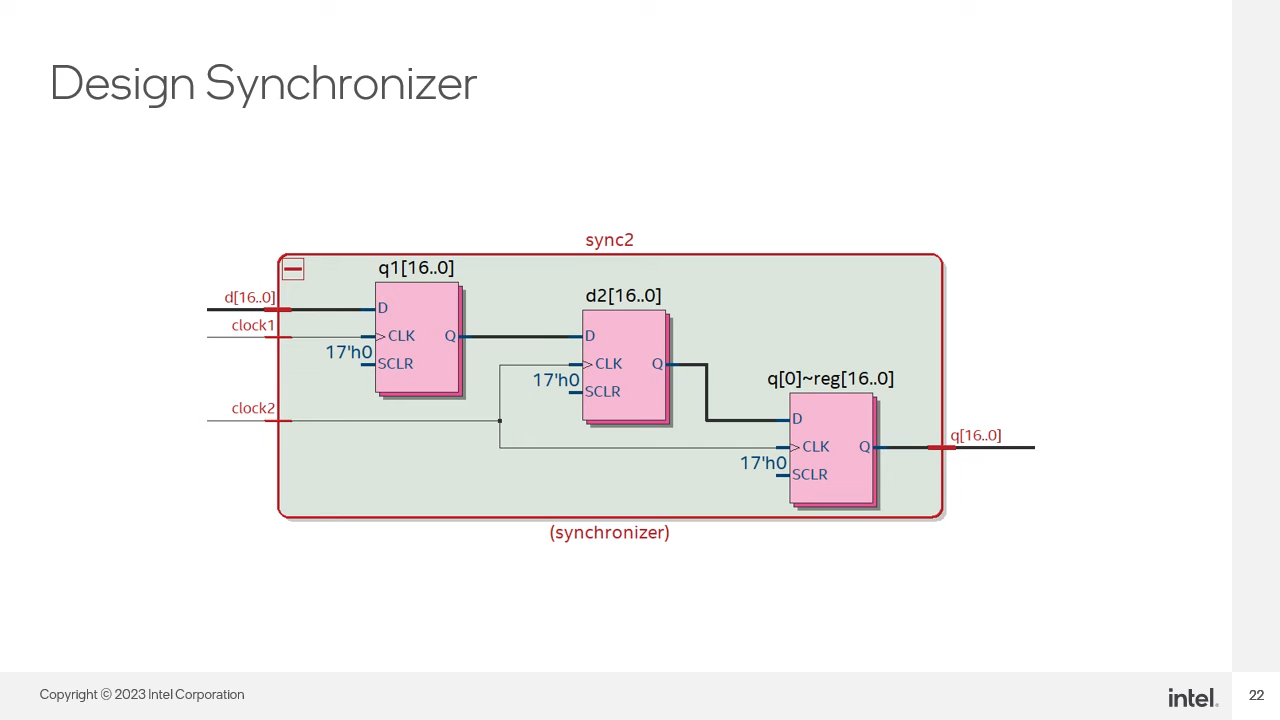 Design Synchronizer
sync2
q1[16..0]
d[16..0]
D
clock1
CLK
Q
17'h0
SCLR
d2[16..0]
D
CLK
Q
17'h0
SCLR
clock2
q[0]~reg[16..0]
D
CLK
Q
17'h0
SCLR
q[16..0]
(synchronizer)
Copyright © 2023 Intel Corporation
intel.
22